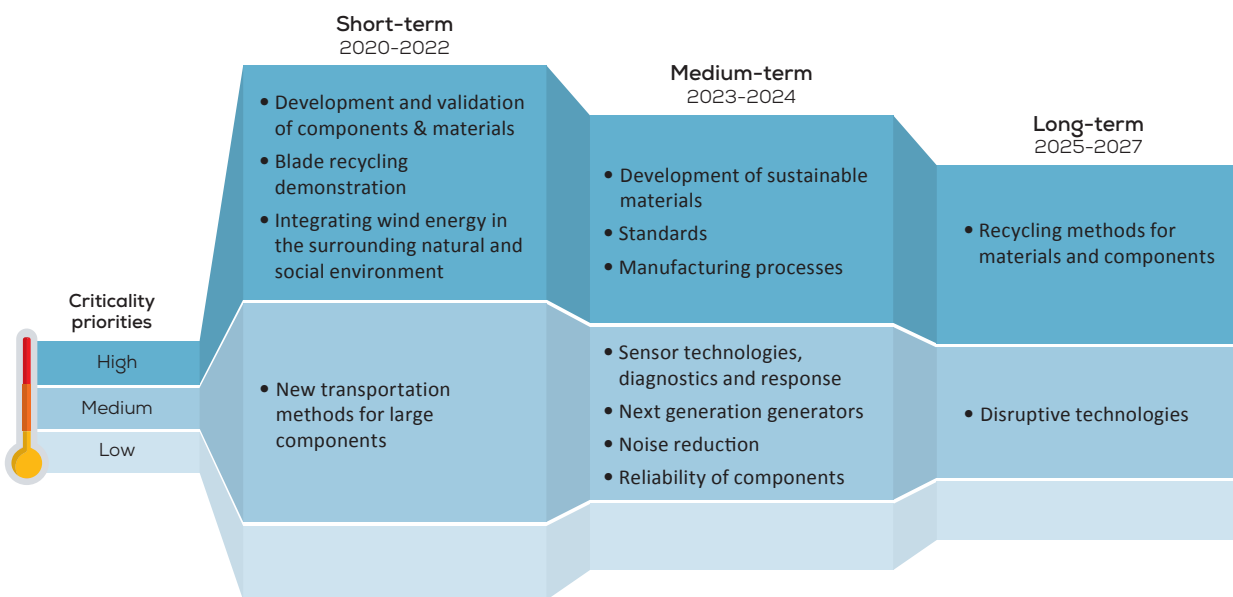 Short-term
2020-2022
• Development and validation
of components & materials
• Blade recycling
demonstration
• Integrating wind energy in
the surrounding natural and
social environment
• New transportation
methods for large
components
Medium-term
2023-2024
• Development of sustainable
materials
• Standards
• Manufacturing processes
• Sensor technologies,
diagnostics and response
• Next generation generators
• Noise reduction
• Reliability of components
Long-term
2025-2027
• Recycling methods for
materials and components
• Disruptive technologies
Criticality
priorities
High
Medium
Low